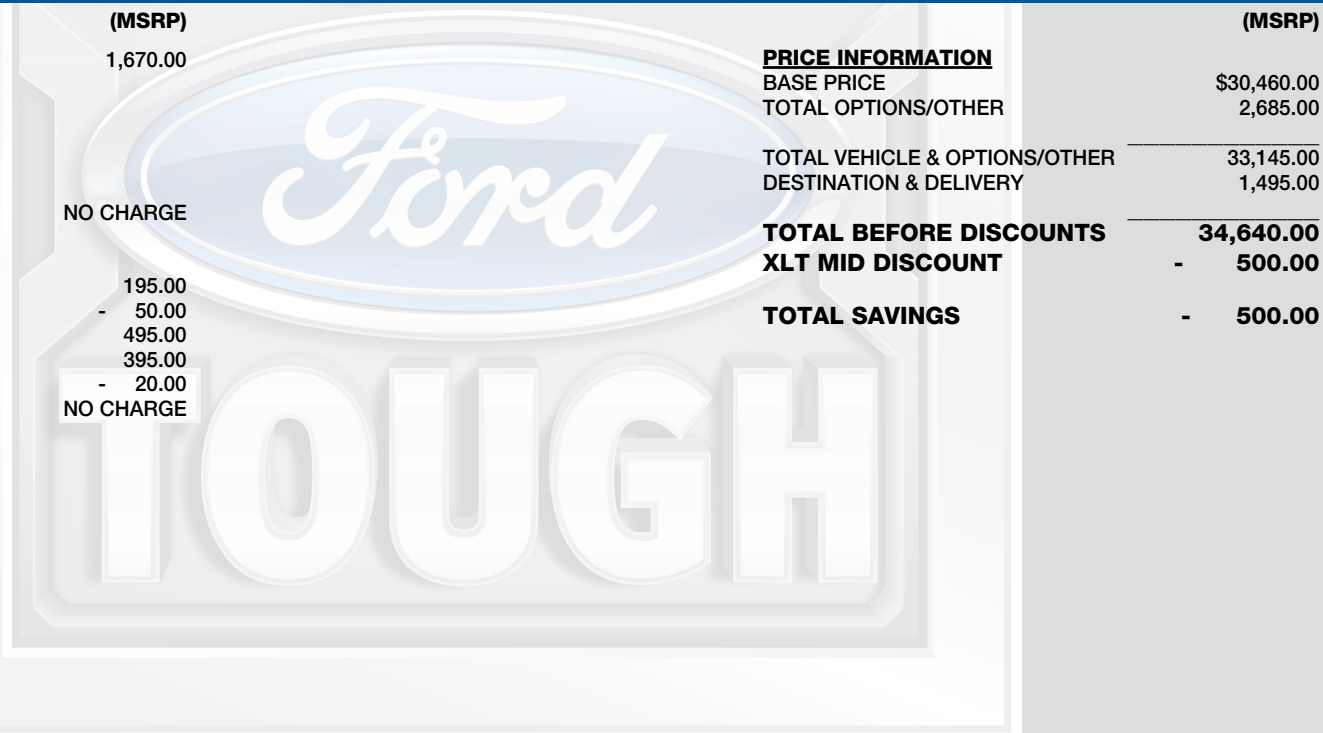 (MSRP)
1,670.00
NO CHARGE
195.00
- 50.00
495.00
395.00
- 20.00
NO CHARGE
Ford
TOUGH
(MSRP)
PRICE INFORMATION
BASE PRICE $30,460.00
TOTAL OPTIONS/OTHER 2,685.00
TOTAL VEHICLE & OPTIONS/OTHER 33,145.00
DESTINATION & DELIVERY 1,495.00
TOTAL BEFORE DISCOUNTS 34,640.00
XLT MID DISCOUNT - 500.00
TOTAL SAVINGS - 500.00